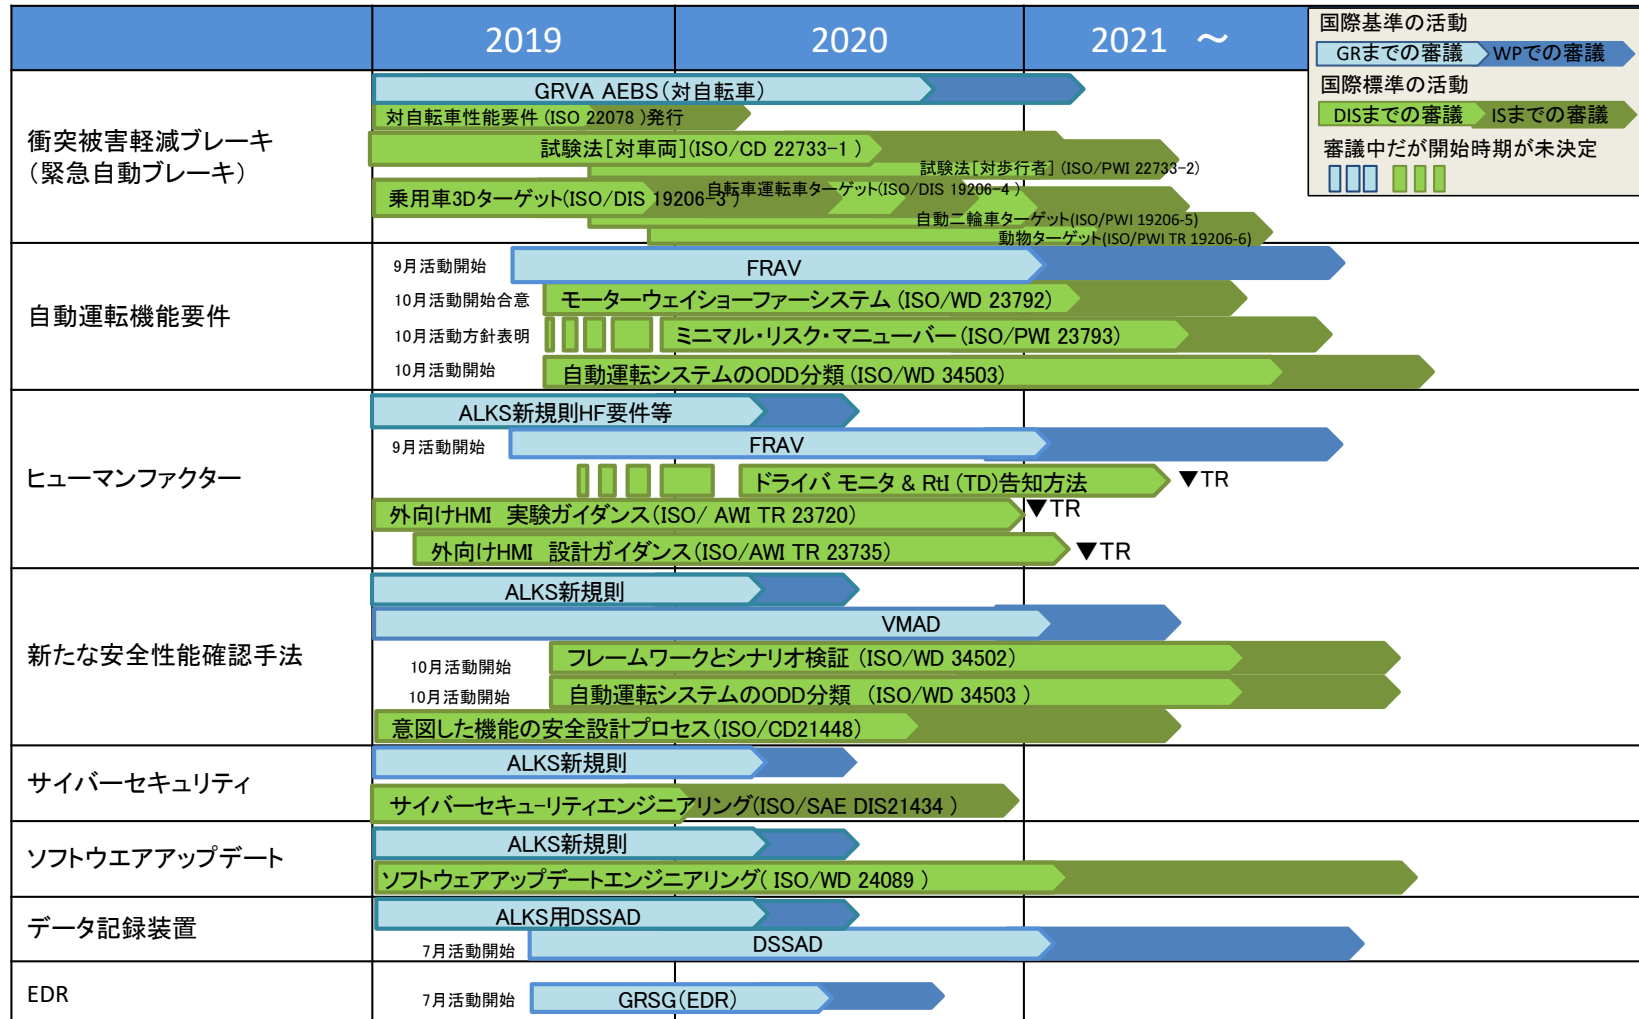 2019
2020
2021 ～
国際基準の活動
GRまでの審議
WPでの審議
国際標準の活動
DISまでの審議
ISまでの審議
審議中だが開始時期が未決定
衝突被害軽減ブレーキ
（緊急自動ブレーキ）
GRVA AEBS（対自転車）
対自転車性能要件 (ISO 22078 )発行
試験法[対車両](ISO/CD 22733-1 )
試験法[対歩行者] (ISO/PWI 22733-2)
乗用車3Dターゲット(ISO/DIS 19206-3 )
自転車運転車ターゲット(ISO/DIS 19206-4 )
自動二輪車ターゲット(ISO/PWI 19206-5)
動物ターゲット(ISO/PWI TR 19206-6)
自動運転機能要件
9月活動開始
FRAV
10月活動開始合意
モーターウェイショーファーシステム (ISO/WD 23792)
10月活動方針表明
ミニマル・リスク・マニューバー(ISO/PWI 23793)
10月活動開始
自動運転システムのODD分類 (ISO/WD 34503)
ヒューマンファクター
ALKS新規則HF要件等
9月活動開始
FRAV
ドライバ モニタ & RtI (TD)告知方法
▼TR
外向けHMI 実験ガイダンス(ISO/ AWI TR 23720)
▼TR
外向けHMI 設計ガイダンス(ISO/AWI TR 23735)
▼TR
新たな安全性能確認手法
ALKS新規則
VMAD
10月活動開始
フレームワークとシナリオ検証 (ISO/WD 34502)
10月活動開始
自動運転システムのODD分類 (ISO/WD 34503 )
意図した機能の安全設計プロセス(ISO/CD21448)
サイバーセキュリティ
ALKS新規則
サイバーセキューリティエンジニアリング(ISO/SAE DIS21434 )
ソフトウエアアップデート
ALKS新規則
ソフトウェアアップデートエンジニアリング( ISO/WD 24089 )
データ記録装置
ALKS用DSSAD
7月活動開始
DSSAD
EDR
7月活動開始
GRSG(EDR)